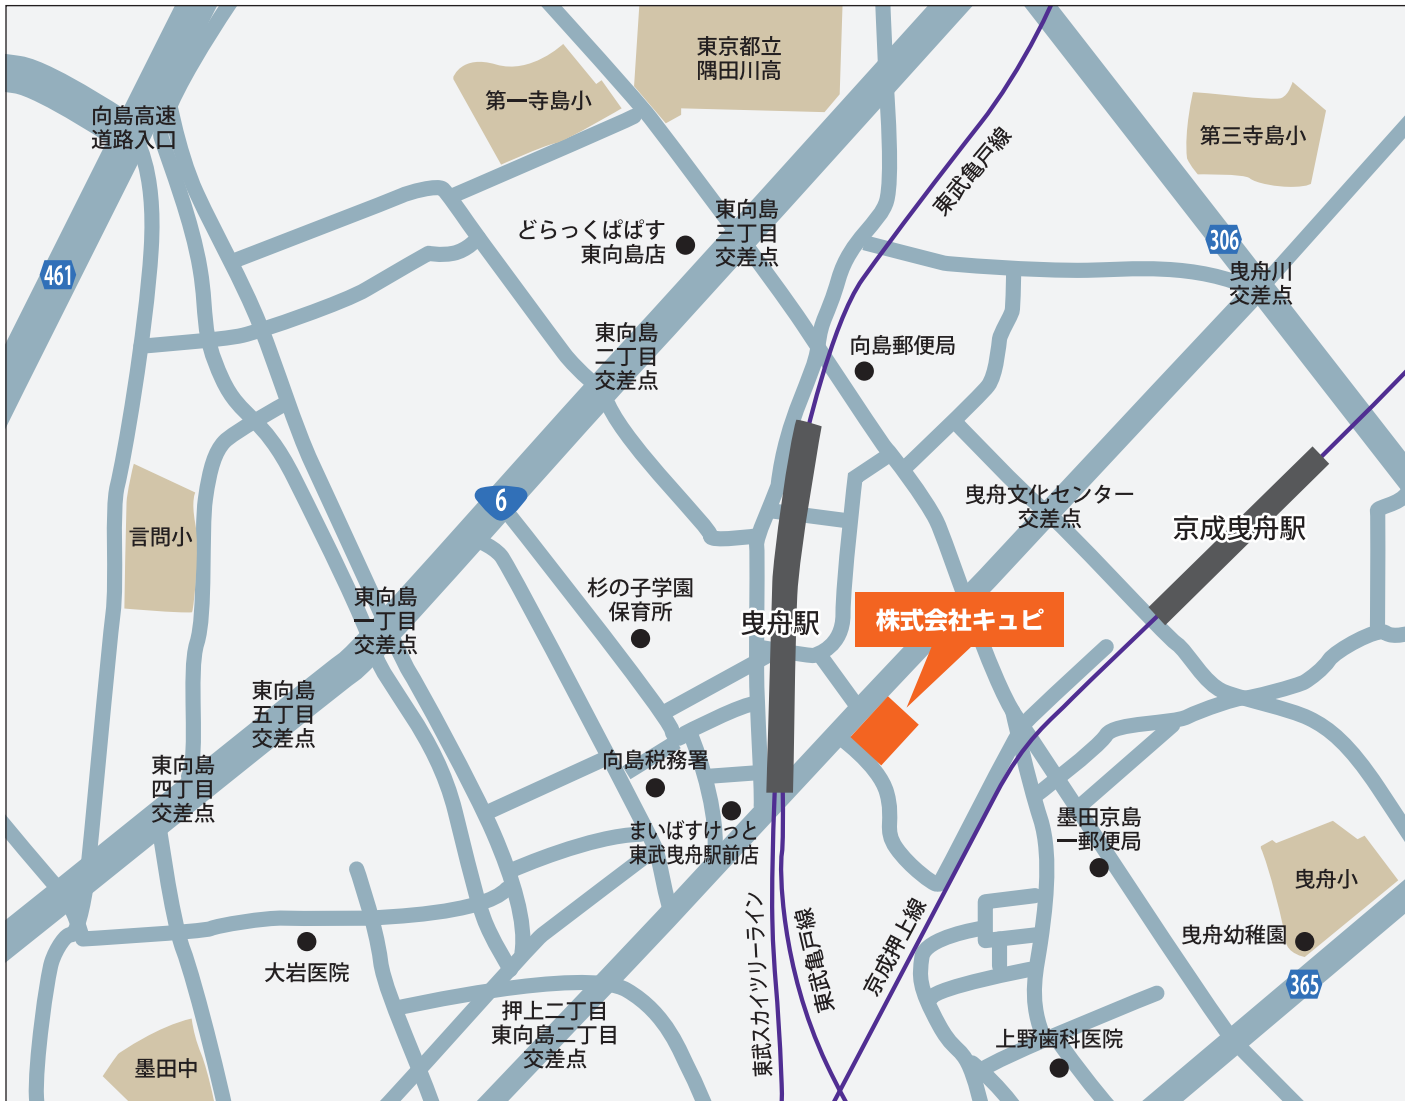 東京都立
隅田川高
第一寺島小
向島高速
道路入口
第三寺島小
東武亀戸線
どらっくぱぱす
東向島店
東向島
三丁目
交差点
306
曳舟川
交差点
461
東向島
二丁目
交差点
向島郵便局
6
曳舟文化センター
交差点
京成曳舟駅
言問小
杉の子学園
保育所
東向島
一丁目
交差点
曳舟駅
株式会社キュピ
東向島
五丁目
交差点
東向島
四丁目
交差点
向島税務署
まいばすけっと
東武曳舟駅前店
墨田京島
一郵便局
曳舟小
東武スカイツリーライン
東武亀戸線
京成押上線
曳舟幼稚園
大岩医院
365
押上二丁目
東向島二丁目
交差点
上野歯科医院
墨田中